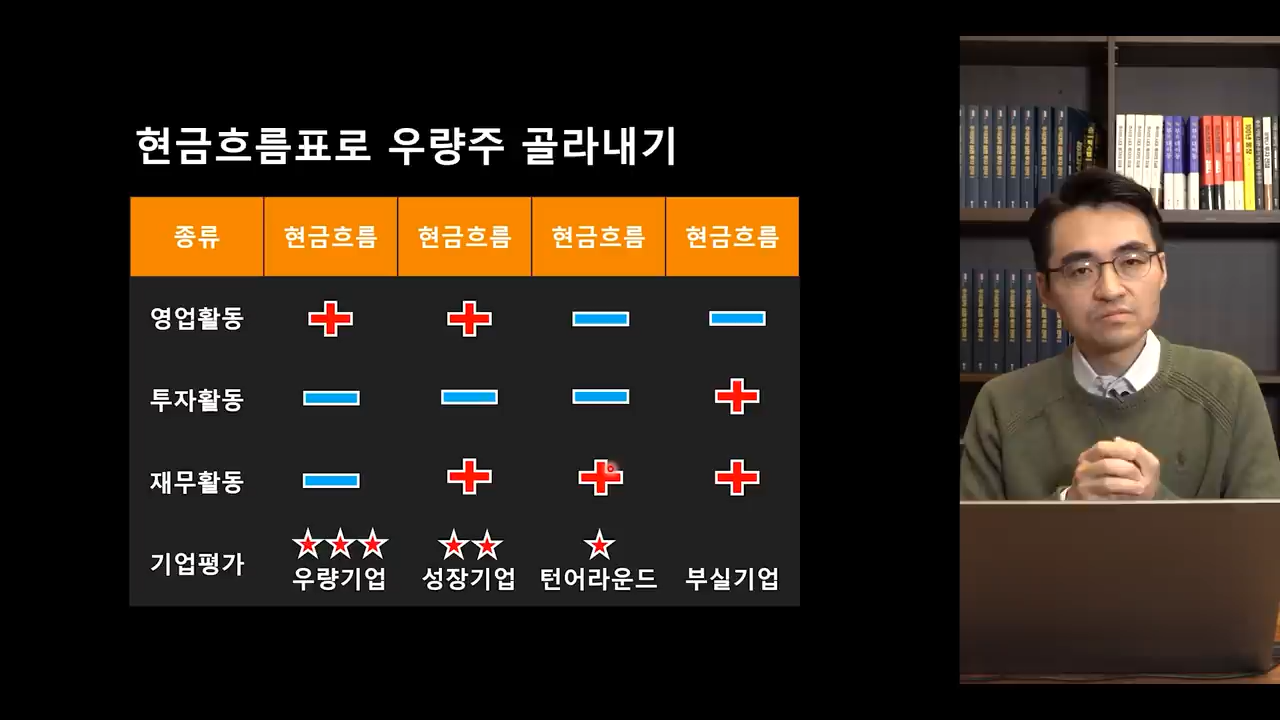 현금흐름표로 우량주 골라내기
종류 현금흐름 현금흐름 현금흐름 현금흐름
영업활동
투자활동
재무활동
기업평가 우량기업 성장기업 턴어라운드 부실기업